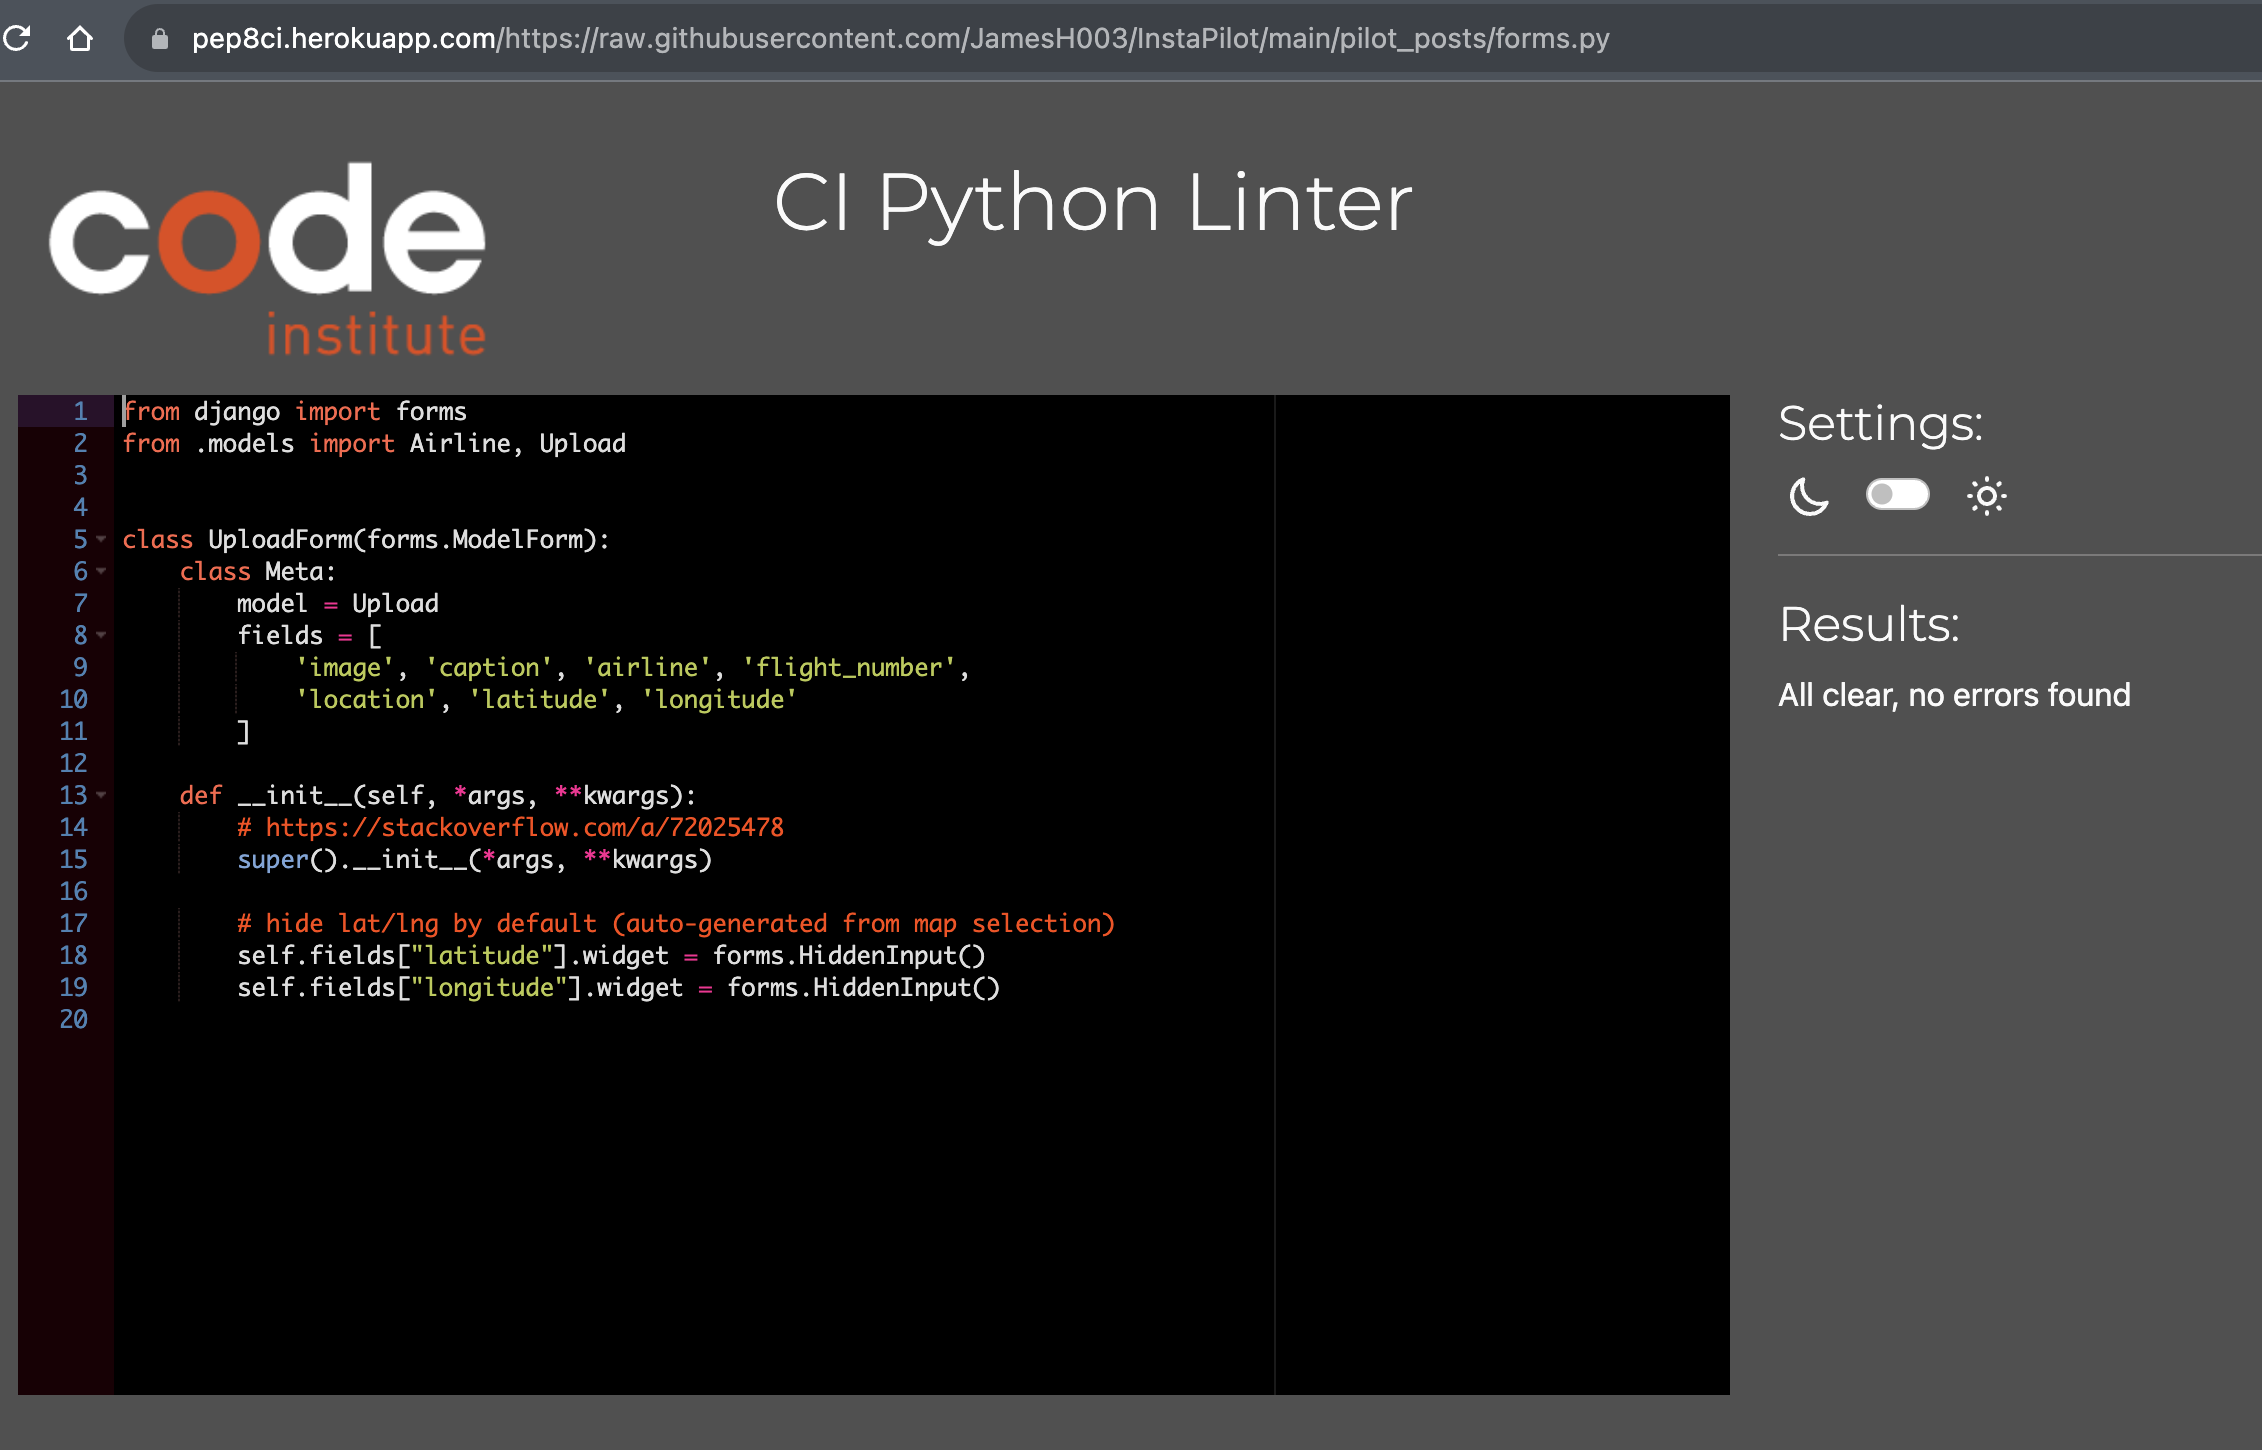 pep8ci.herokuapp.com/https://raw.githubusercontent.com/JamesH003/InstaPilot/main/pilot_posts/forms.py
code
institute
CI Python Linter
1 from django import forms
2 from .models import Airline, Upload
3
4
5 class UploadForm(forms.ModelForm):
6     class Meta:
7         model = Upload
8         fields = [
9             'image', 'caption', 'airline', 'flight_number',
10             'location', 'latitude', 'longitude'
11         ]
12
13     def __init__(self, *args, **kwargs):
14         # https://stackoverflow.com/a/72025478
15         super().__init__(*args, **kwargs)
16
17         # hide lat/lng by default (auto-generated from map selection)
18         self.fields["latitude"].widget = forms.HiddenInput()
19         self.fields["longitude"].widget = forms.HiddenInput()
20
Settings:
Results:
All clear, no errors found